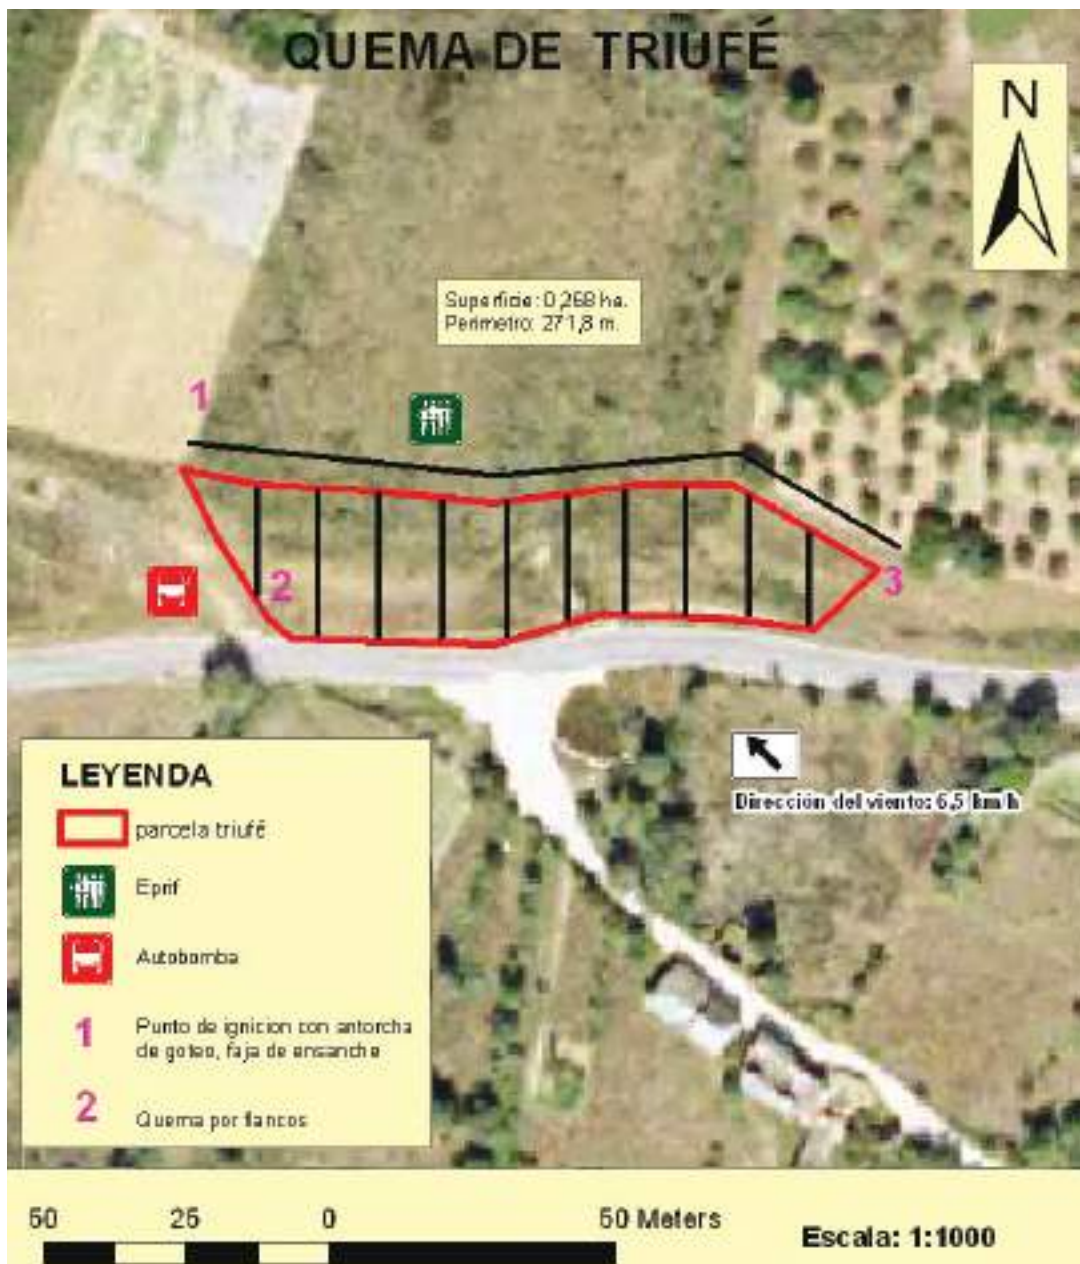 QUEMA DE TRIUFÉ
N
Superficie: 0,268 ha.
Perimetro: 271,8 m.
1
2
3
Dirección del viento: 6,5 km/h
LEYENDA
parcela triufé
Eprif
Autobomba
1 Punto de ignicion con antorcha
de goteo, faja de ensanche
2 Quema por flancos
50 25 0 50 Meters
Escala: 1:1000